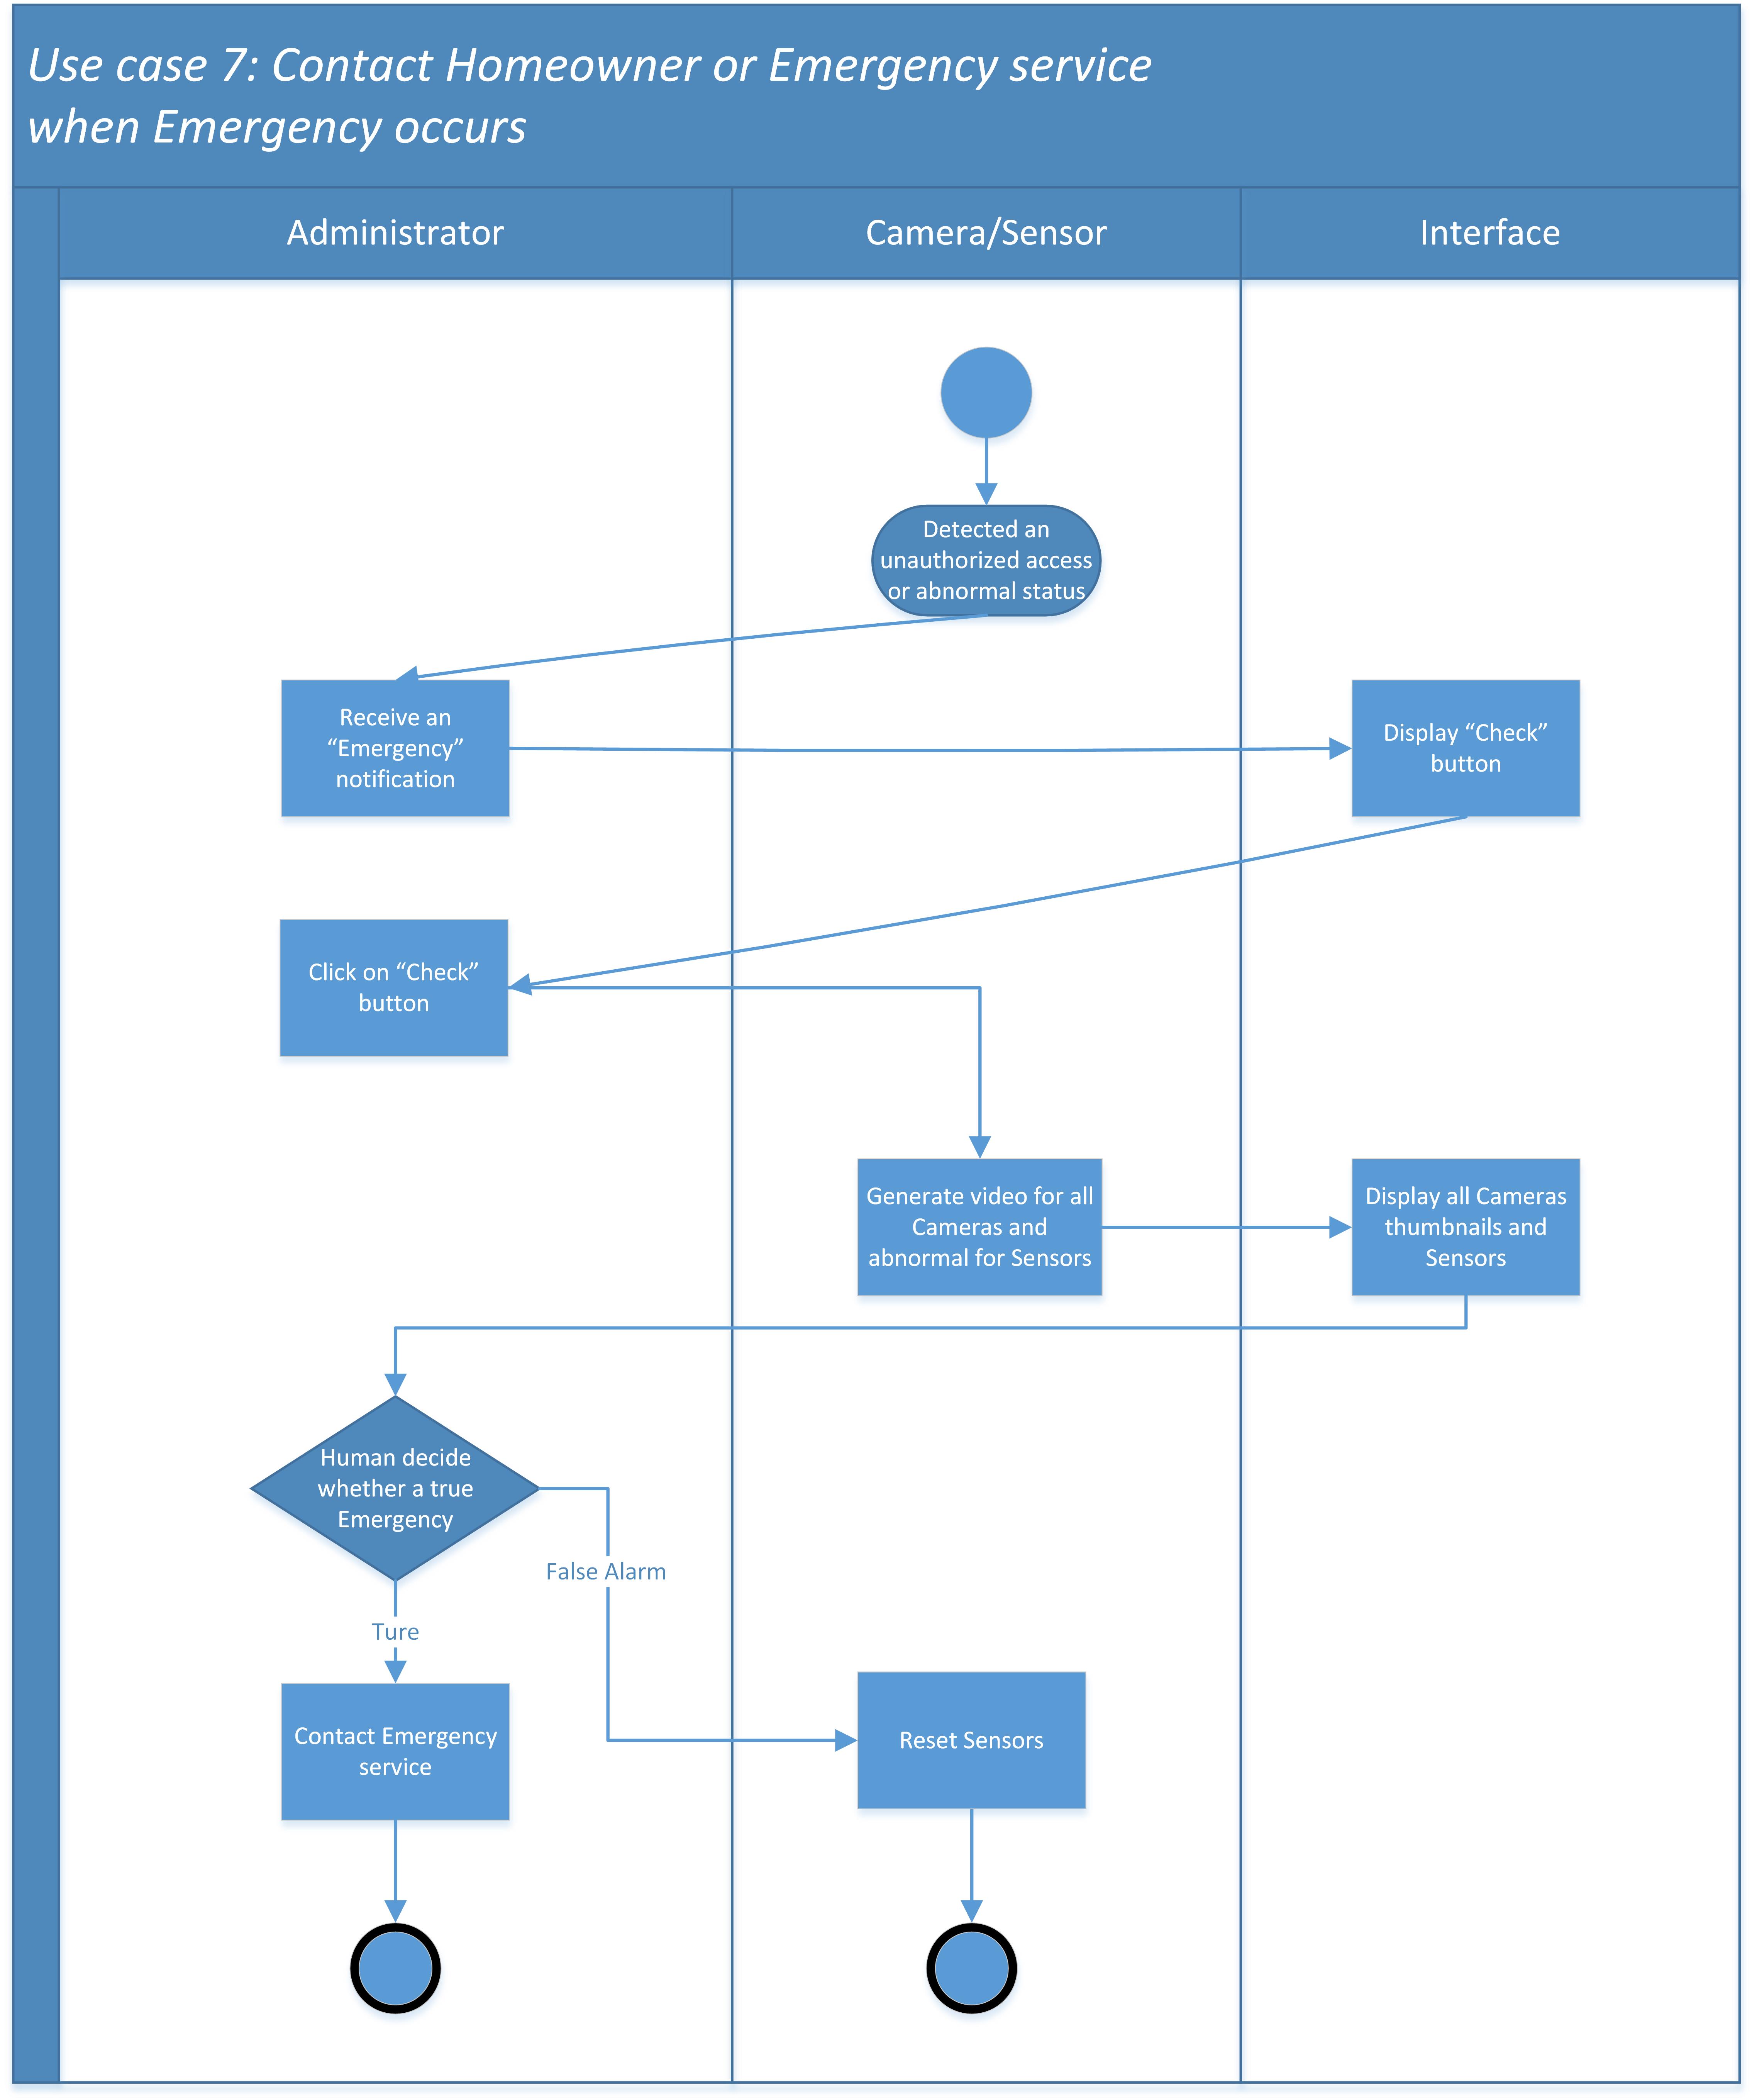 Use case 7: Contact Homeowner or Emergency service
when Emergency occurs
Administrator
Camera/Sensor
Interface
Detected an
unauthorized access
or abnormal status
Receive an
“Emergency”
notification
Display “Check”
button
Click on “Check”
button
Generate video for all
Cameras and
abnormal for Sensors
Display all Cameras
thumbnails and
Sensors
Human decide
whether a true
Emergency
False Alarm
Ture
Contact Emergency
service
Reset Sensors